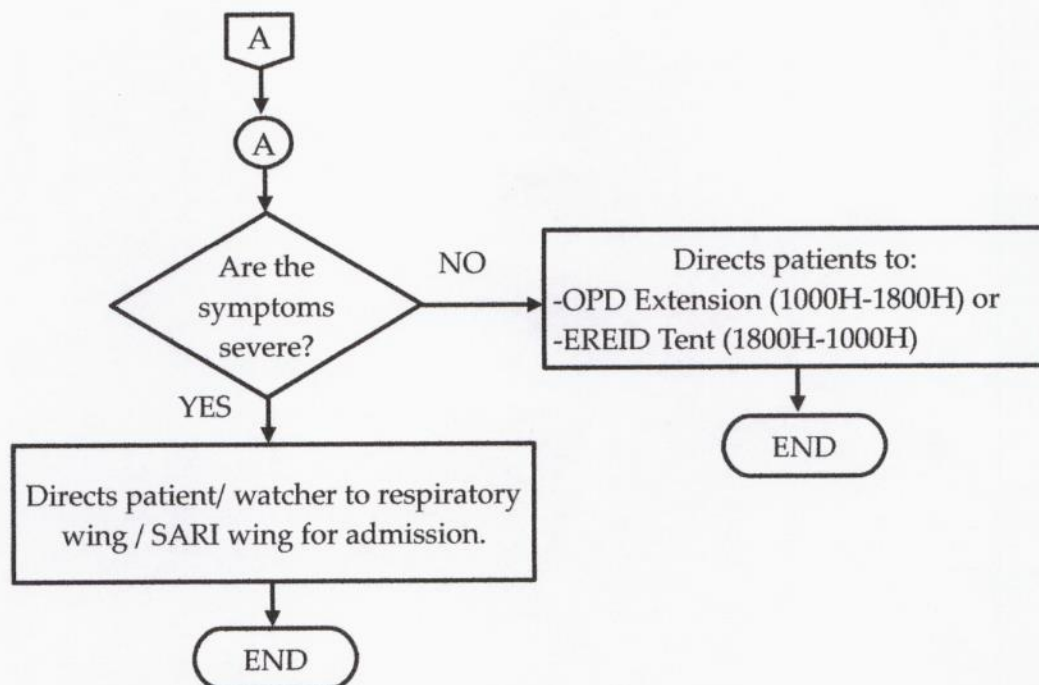 A
A
Are the
symptoms
severe?
NO
Directs patients to:
-OPD Extension (1000H-1800H) or
-EREID Tent (1800H-1000H)
END
YES
Directs patient/ watcher to respiratory
wing / SARI wing for admission.
END